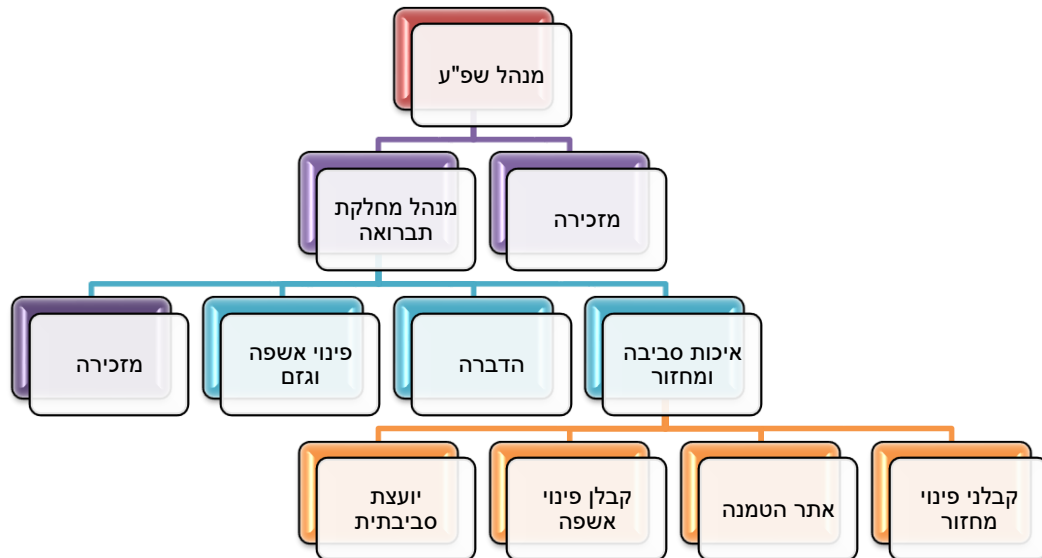 מנהל שפ"ע
מזכירה
מנהל מחלקת
תברואה
איכות סביבה
ומחזור
הדברה
פינוי אשפה
וגזם
מזכירה
קבלני פינוי
מחזור
אתר הטמנה
קבלן פינוי
אשפה
יועצת
סביבתית